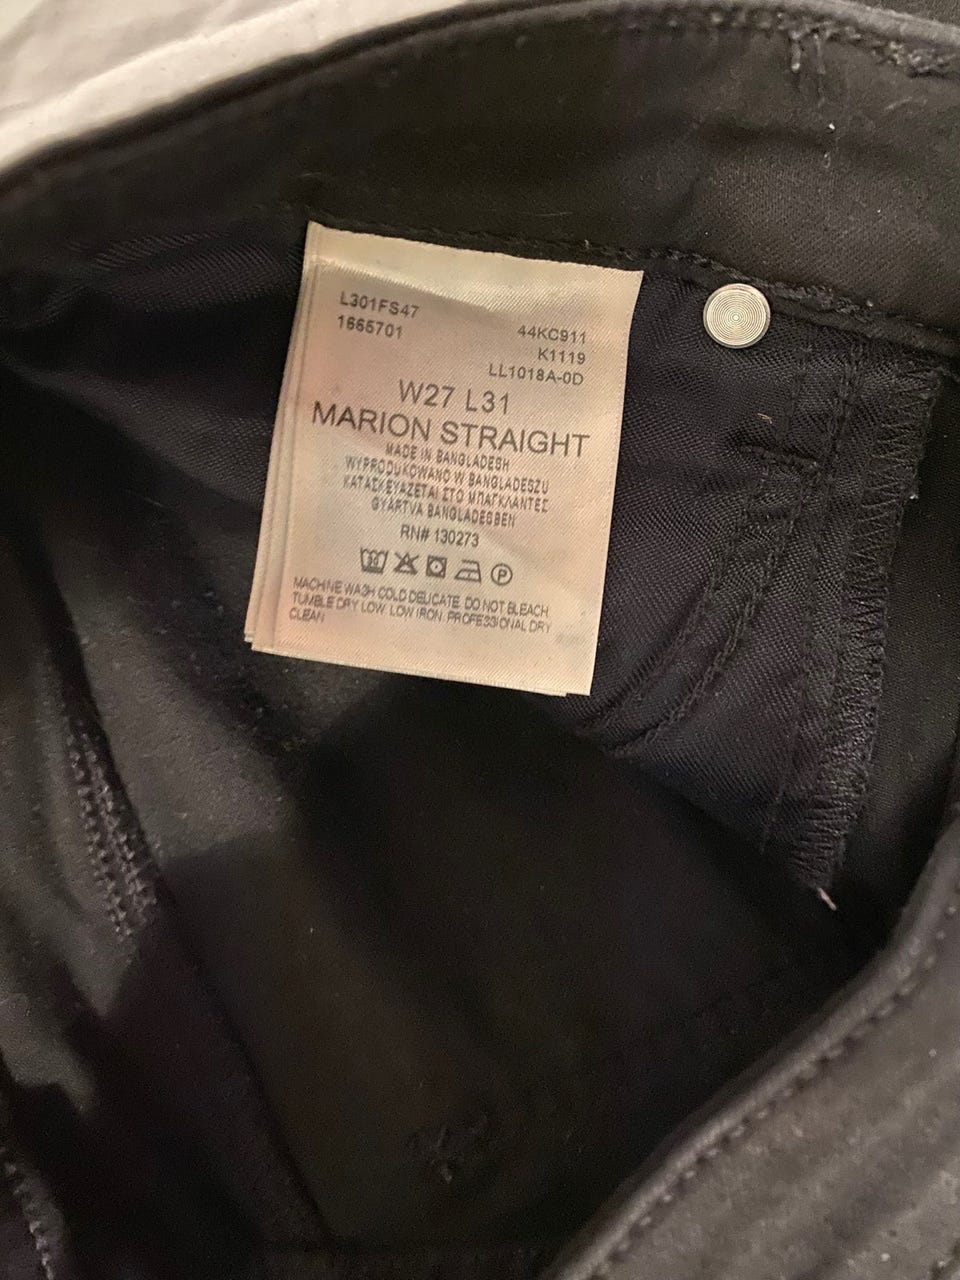 L301FS47
1665701
44KC911
K1119
LL1018A-0D
W27 L31
MARION STRAIGHT
MADE IN BANGLADESH
WYPRODUKOWANO W BANGLADESZU
ΚΑΤΑΣΚΕΥΑΖΕΤΑΙ ΣΤΟ ΜΠΑΓΚΛΑΝΤΕΣ
GYÁRTVA BANGLADESBEN
RN# 130273
P
MACHINE WASH COLD DELICATE. DO NOT BLEACH.
TUMBLE DRY LOW. LOW IRON. PROFESSIONAL DRY
CLEAN